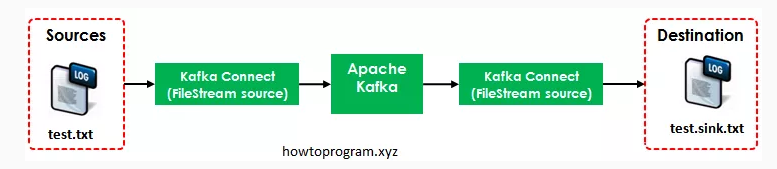 Sources
LOG
test.txt
Kafka Connect
(FileStream source)
Apache
Kafka
Kafka Connect
(FileStream source)
Destination
LOG
test.sink.txt
howtoprogram.xyz